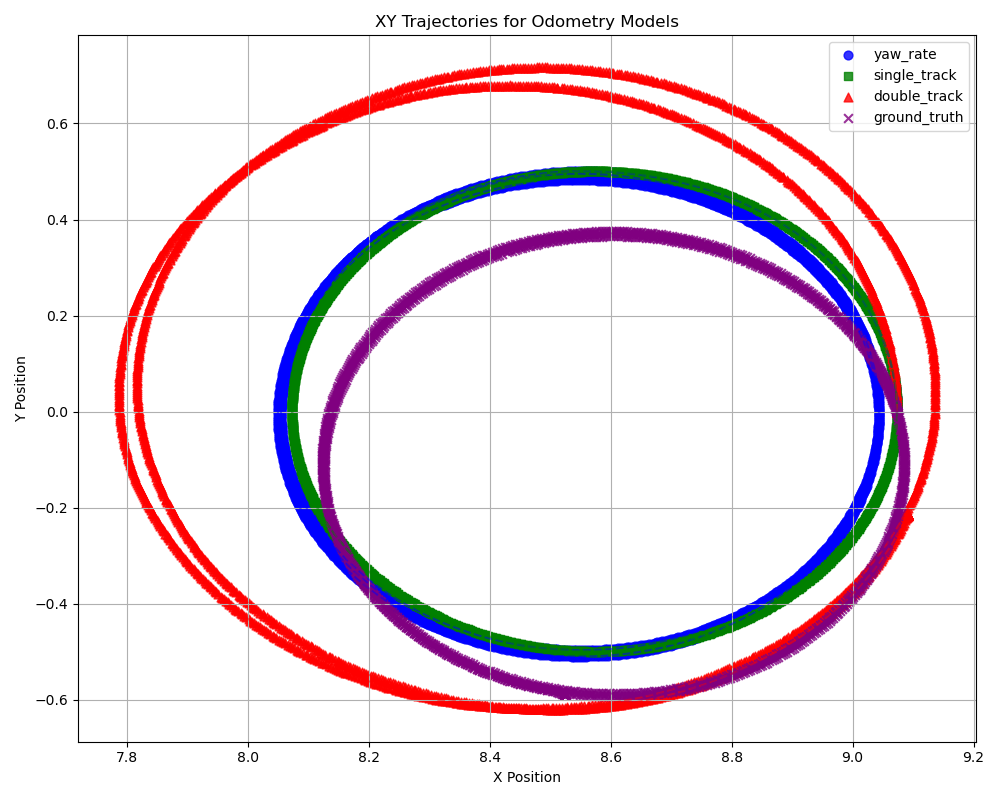 XY Trajectories for Odometry Models
yaw_rate
single_track
double_track
ground_truth
Y Position
0.6
0.4
0.2
0.0
−0.2
−0.4
−0.6
7.8 8.0 8.2 8.4 8.6 8.8 9.0 9.2
X Position